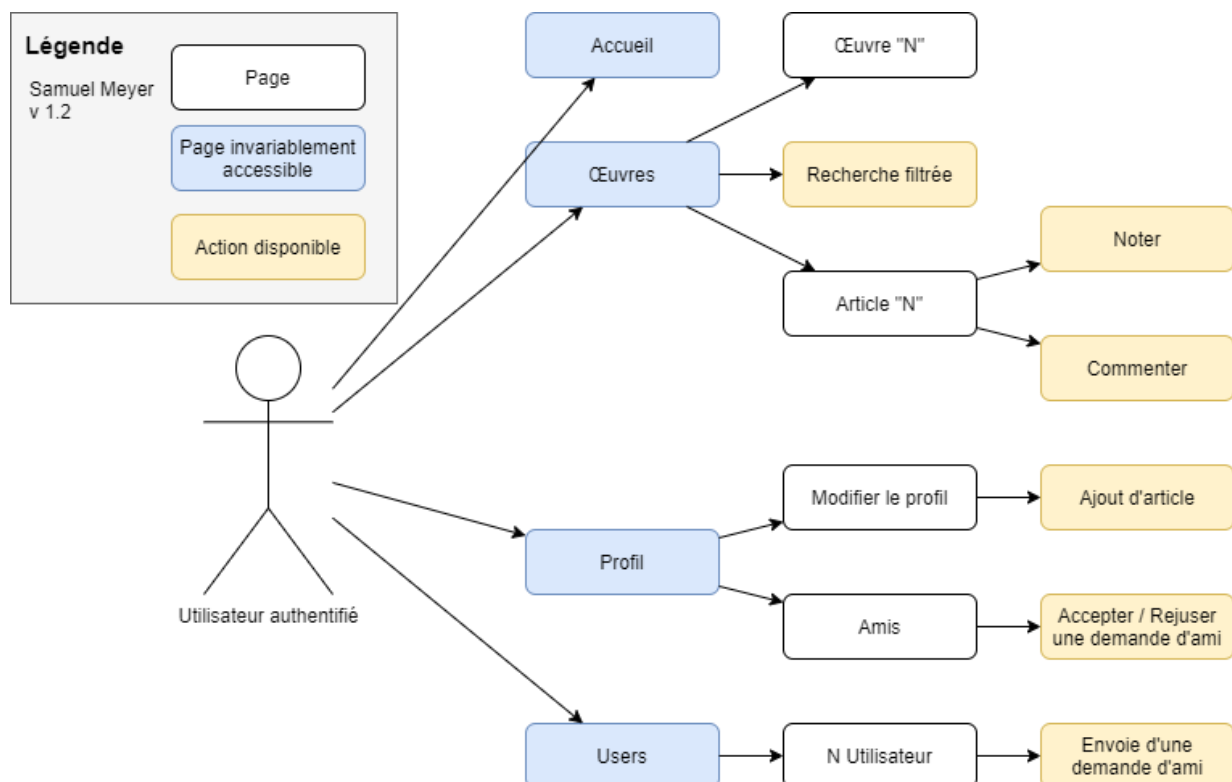 Légende
Samuel Meyer
v 1.2
Page
Page invariablement
accessible
Action disponible
Accueil
Œuvre "N"
Œuvres
Recherche filtrée
Noter
Article "N"
Commenter
Utilisateur authentifié
Modifier le profil
Ajout d'article
Profil
Amis
Accepter / Rejuser
une demande d'ami
Users
N Utilisateur
Envoie d'une
demande d'ami